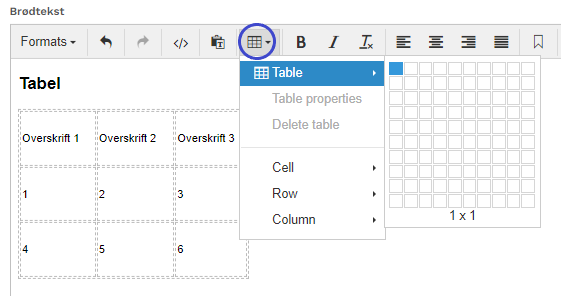 Brødtekst
Formats
B I Tx
Tabel
Table
Table properties
Delete table
Cell
Row
Column
1 x 1
Overskrift 1 Overskrift 2 Overskrift 3
1 2 3
4 5 6